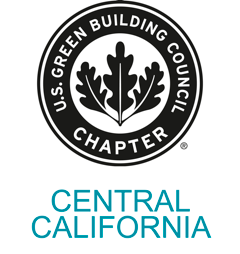 U.S. GREEN BUILDING COUNCIL
CHAPTER
®
CENTRAL
CALIFORNIA